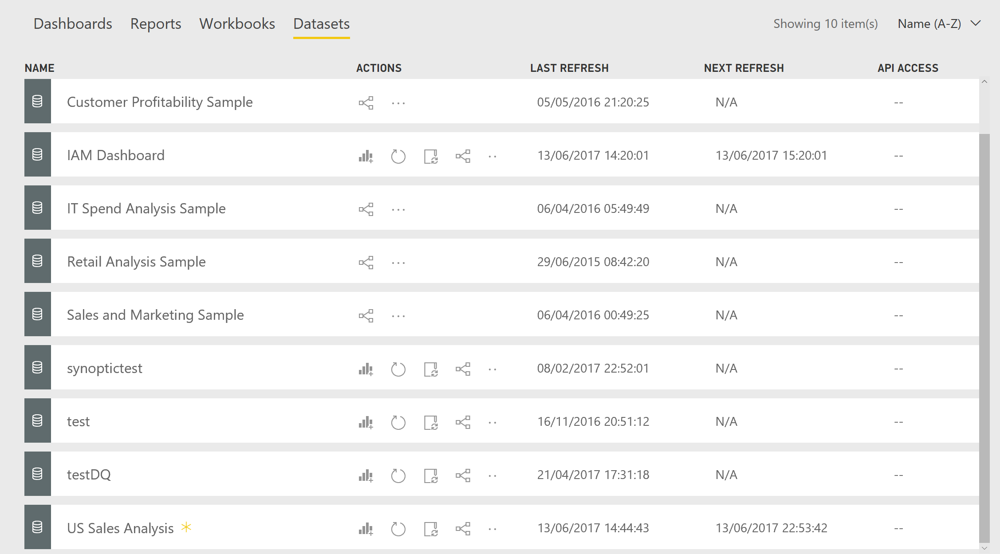 Dashboards Reports Workbooks Datasets Showing 10 item(s) Name (A-Z)
NAME ACTIONS LAST REFRESH NEXT REFRESH API ACCESS
Customer Profitability Sample 05/05/2016 21:20:25 N/A --
IAM Dashboard 13/06/2017 14:20:01 13/06/2017 15:20:01 --
IT Spend Analysis Sample 06/04/2016 05:49:49 N/A --
Retail Analysis Sample 29/06/2015 08:42:20 N/A --
Sales and Marketing Sample 06/04/2016 00:49:25 N/A --
synoptictest 08/02/2017 22:52:01 N/A --
test 16/11/2016 20:51:12 N/A --
testDQ 21/04/2017 17:31:18 N/A --
US Sales Analysis 13/06/2017 14:44:43 13/06/2017 22:53:42 --